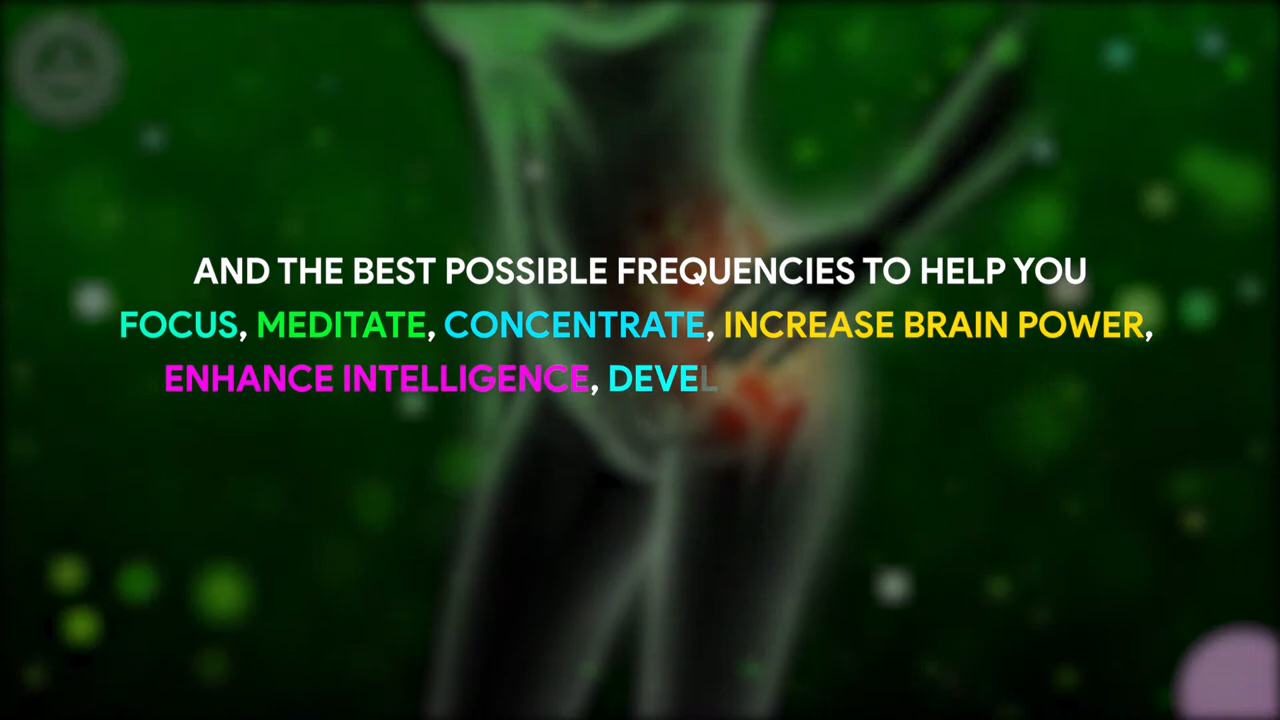 AND THE BEST POSSIBLE FREQUENCIES TO HELP YOU
FOCUS, MEDITATE, CONCENTRATE, INCREASE BRAIN POWER,
ENHANCE INTELLIGENCE, DEVEL